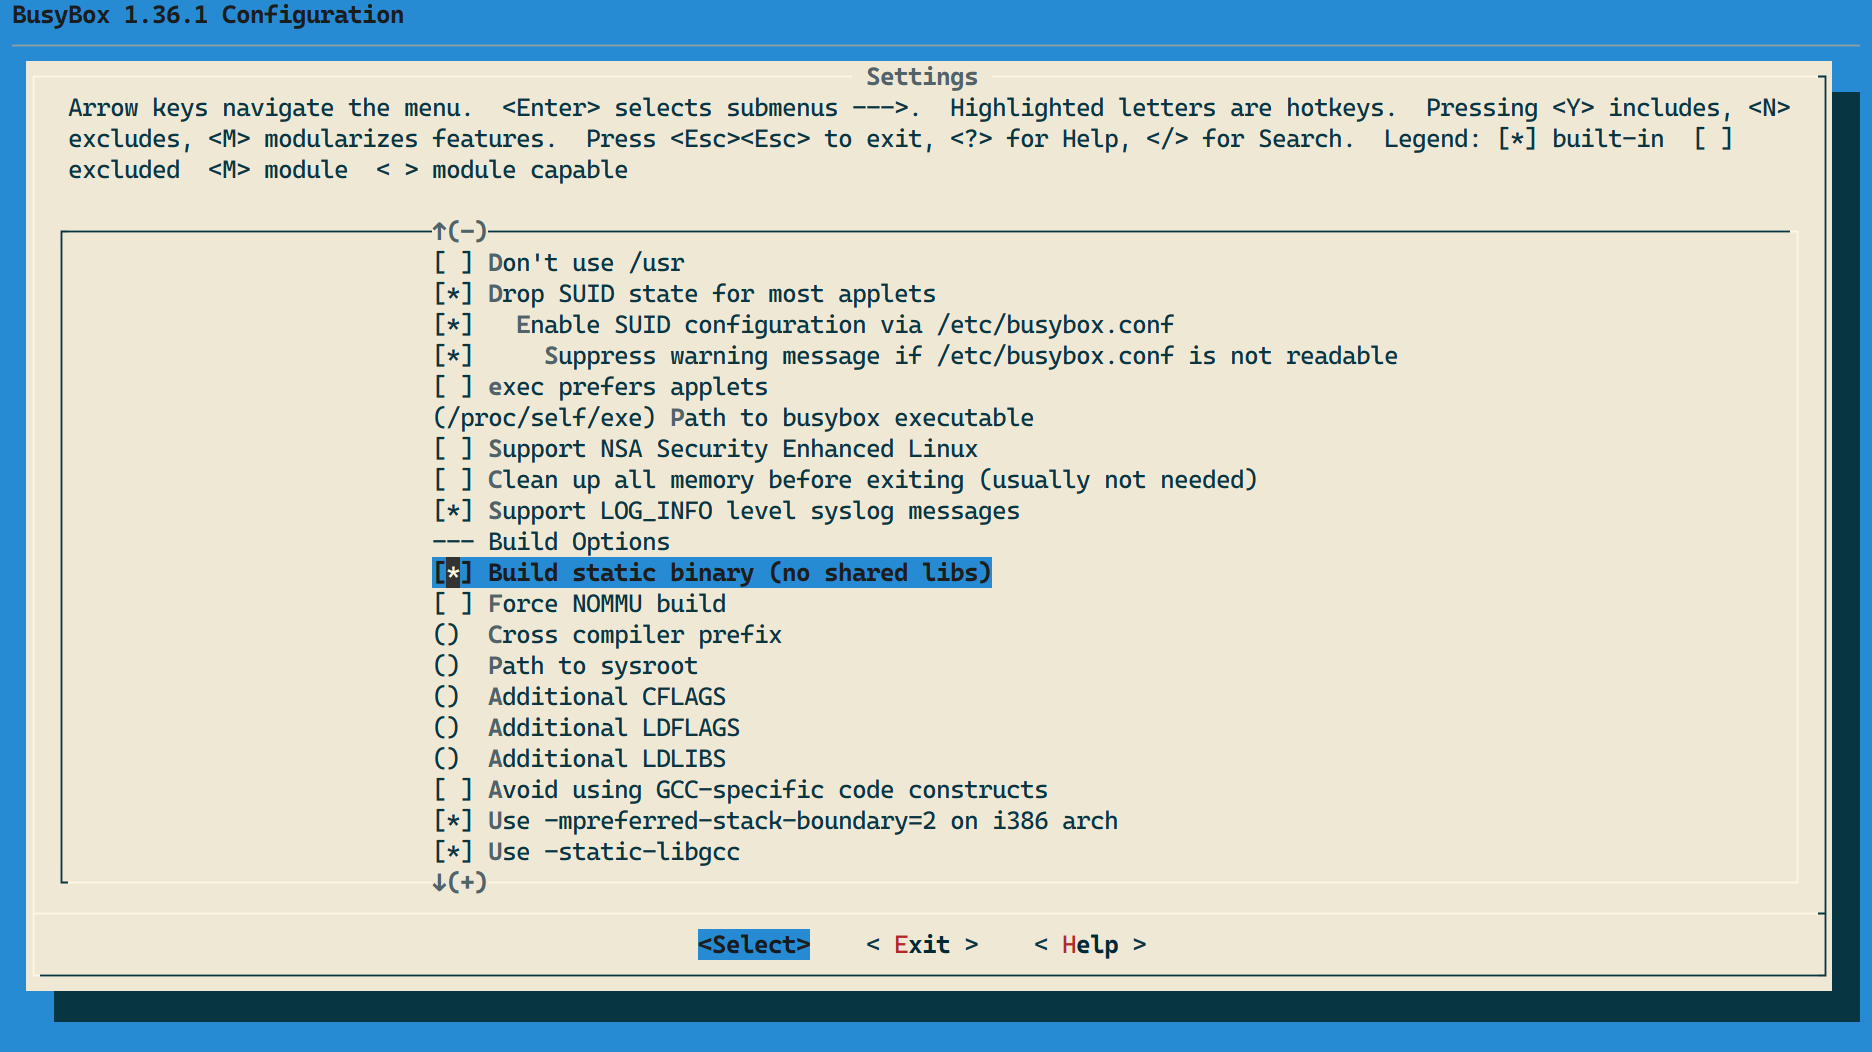 BusyBox 1.36.1 Configuration
Settings
Arrow keys navigate the menu.  <Enter> selects submenus --->.  Highlighted letters are hotkeys.  Pressing <Y> includes, <N>
excludes, <M> modularizes features.  Press <Esc><Esc> to exit, <?> for Help, </> for Search.  Legend: [*] built-in  [ ]
excluded  <M> module  < > module capable
↑(-)
[ ] Don't use /usr
[*] Drop SUID state for most applets
[*]   Enable SUID configuration via /etc/busybox.conf
[*]     Suppress warning message if /etc/busybox.conf is not readable
[ ] exec prefers applets
(/proc/self/exe) Path to busybox executable
[ ] Support NSA Security Enhanced Linux
[ ] Clean up all memory before exiting (usually not needed)
[*] Support LOG_INFO level syslog messages
--- Build Options
[*] Build static binary (no shared libs)
[ ] Force NOMMU build
()  Cross compiler prefix
()  Path to sysroot
()  Additional CFLAGS
()  Additional LDFLAGS
()  Additional LDLIBS
[ ] Avoid using GCC-specific code constructs
[*] Use -mpreferred-stack-boundary=2 on i386 arch
[*] Use -static-libgcc
↓(+)
<Select>    < Exit >    < Help >